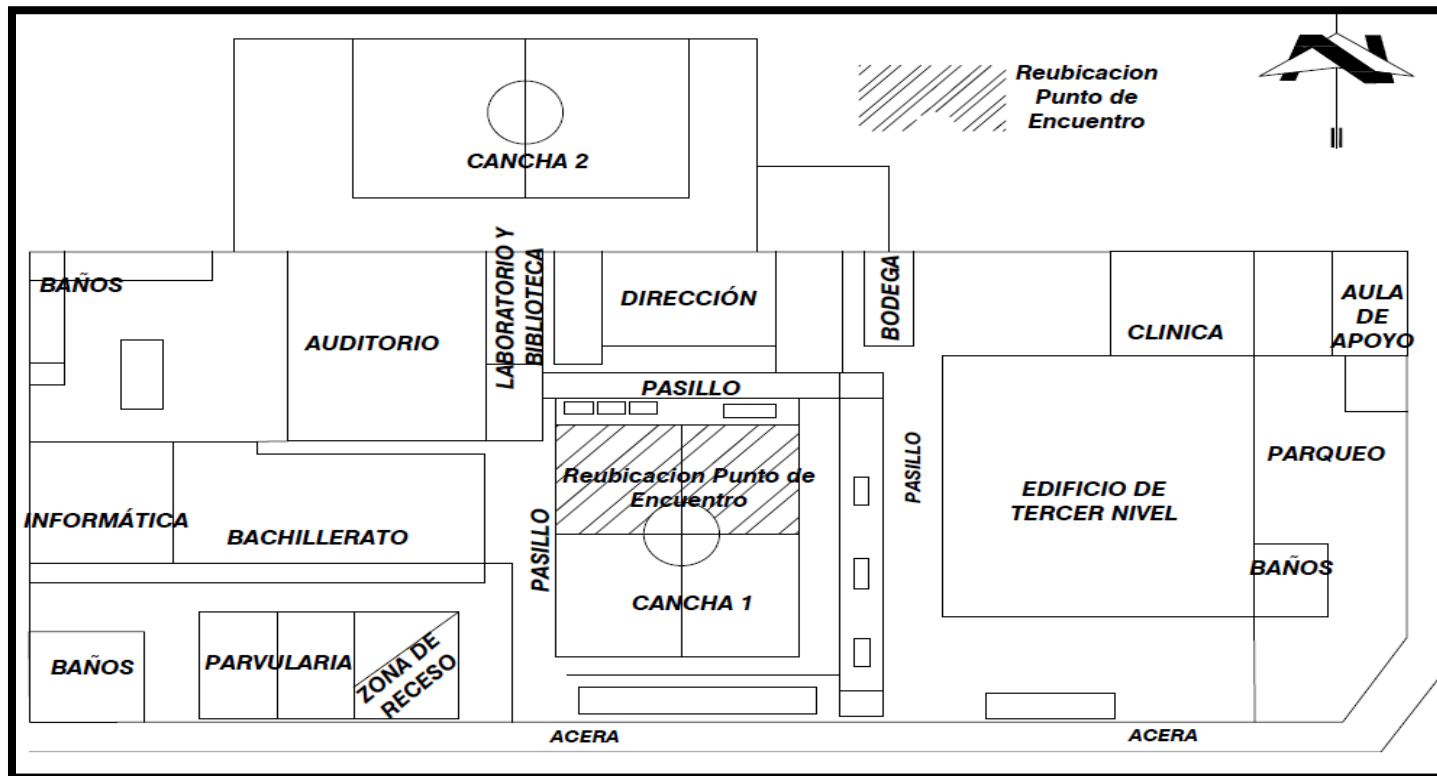 Reubicacion
Punto de
Encuentro
N
CANCHA 2
BAÑOS
AUDITORIO
LABORATORIO Y
BIBLIOTECA
DIRECCIÓN
BODEGA
CLINICA
AULA
DE
APOYO
PASILLO
Reubicacion Punto de
Encuentro
PASILLO
PASILLO
CANCHA 1
EDIFICIO DE
TERCER NIVEL
PARQUEO
BAÑOS
INFORMÁTICA
BACHILLERATO
BAÑOS
PARVULARIA
ZONA DE
RECESO
ACERA
ACERA